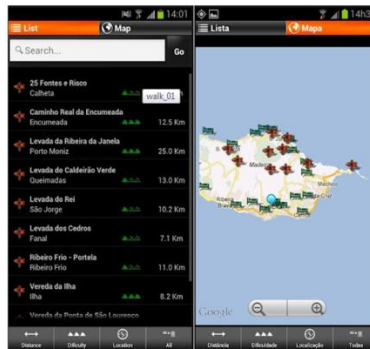 14:01
List
Map
Search...
Go
25 Fontes e Risco
Calheta
walk_01
Caminho Real da Encumeada
Encumeada
12.5 Km
Levada da Ribeira da Janela
Porto Moniz
25.0 Km
Levada do Caldeirão Verde
Queimadas
13.0 Km
Levada do Rei
São Jorge
10.2 Km
Levada dos Cedros
Fanal
7.1 Km
Ribeiro Frio - Portela
Ribeiro Frio
11.0 Km
Vereda da Ilha
Ilha
8.2 Km
Vereda da Ponta de São Lourenço
Distance
Difficulty
Location
All
14h3
Lista
Mapa
Machico
Ribeira
Brava
Google
Distância
Dificuldade
Localização
Todas